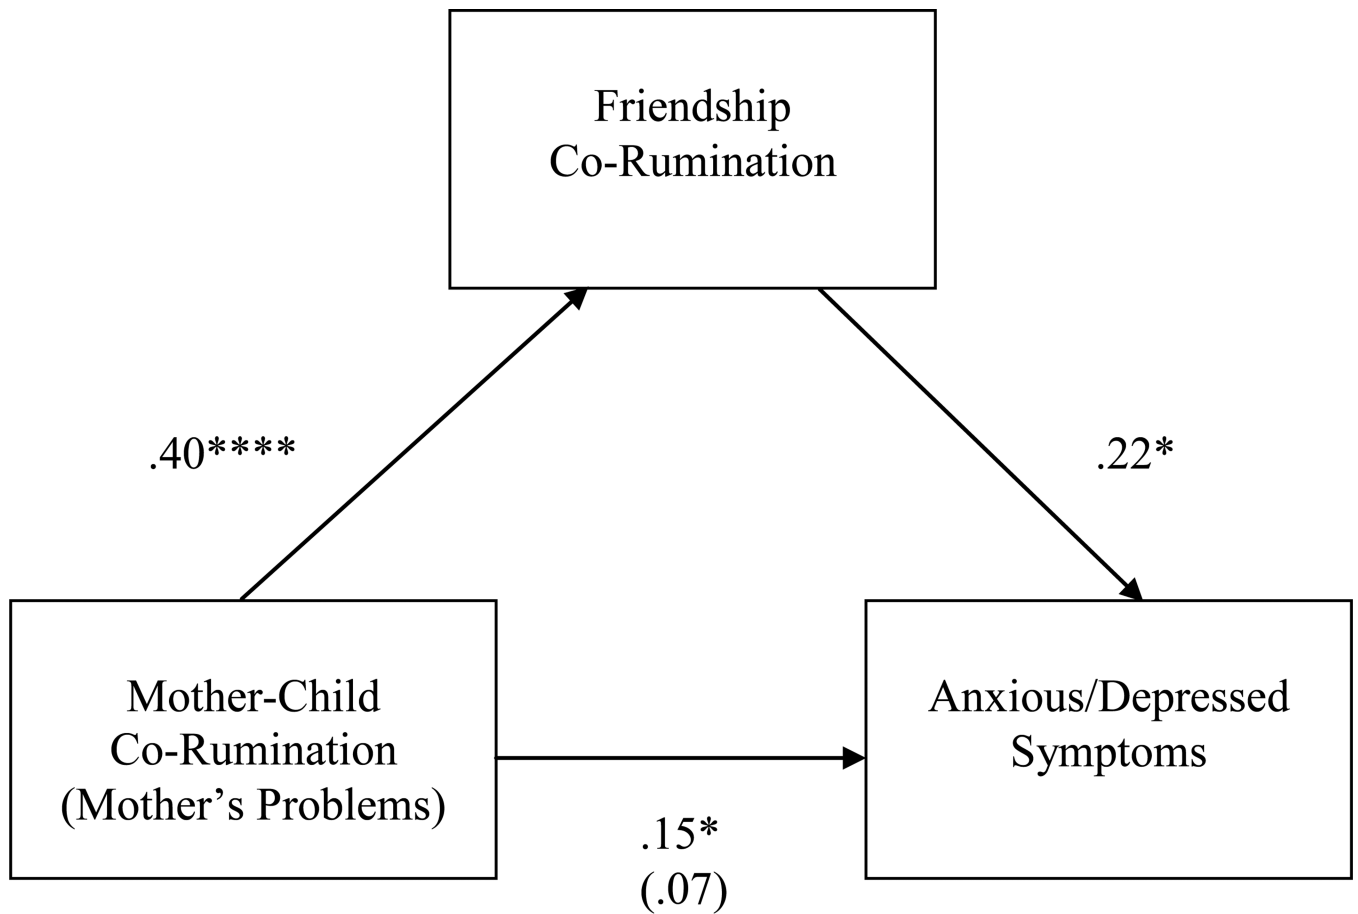 Friendship
Co-Rumination
.40****
.22*
Mother-Child
Co-Rumination
(Mother’s Problems)
Anxious/Depressed
Symptoms
.15*
(.07)